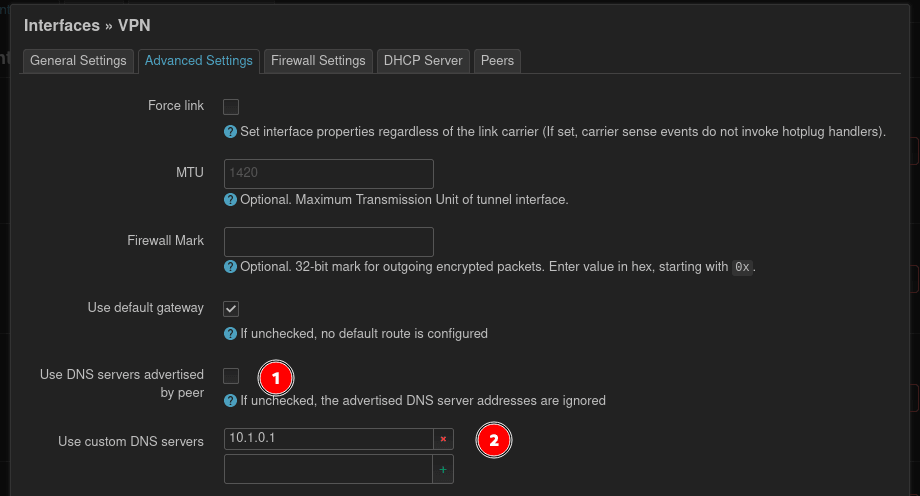 Interfaces » VPN
General Settings Advanced Settings Firewall Settings DHCP Server Peers
Force link
? Set interface properties regardless of the link carrier (If set, carrier sense events do not invoke hotplug handlers).
MTU 1420
? Optional. Maximum Transmission Unit of tunnel interface.
Firewall Mark
? Optional. 32-bit mark for outgoing encrypted packets. Enter value in hex, starting with 0x.
Use default gateway
? If unchecked, no default route is configured
Use DNS servers advertised
by peer
1
? If unchecked, the advertised DNS server addresses are ignored
Use custom DNS servers 10.1.0.1 × 2
+